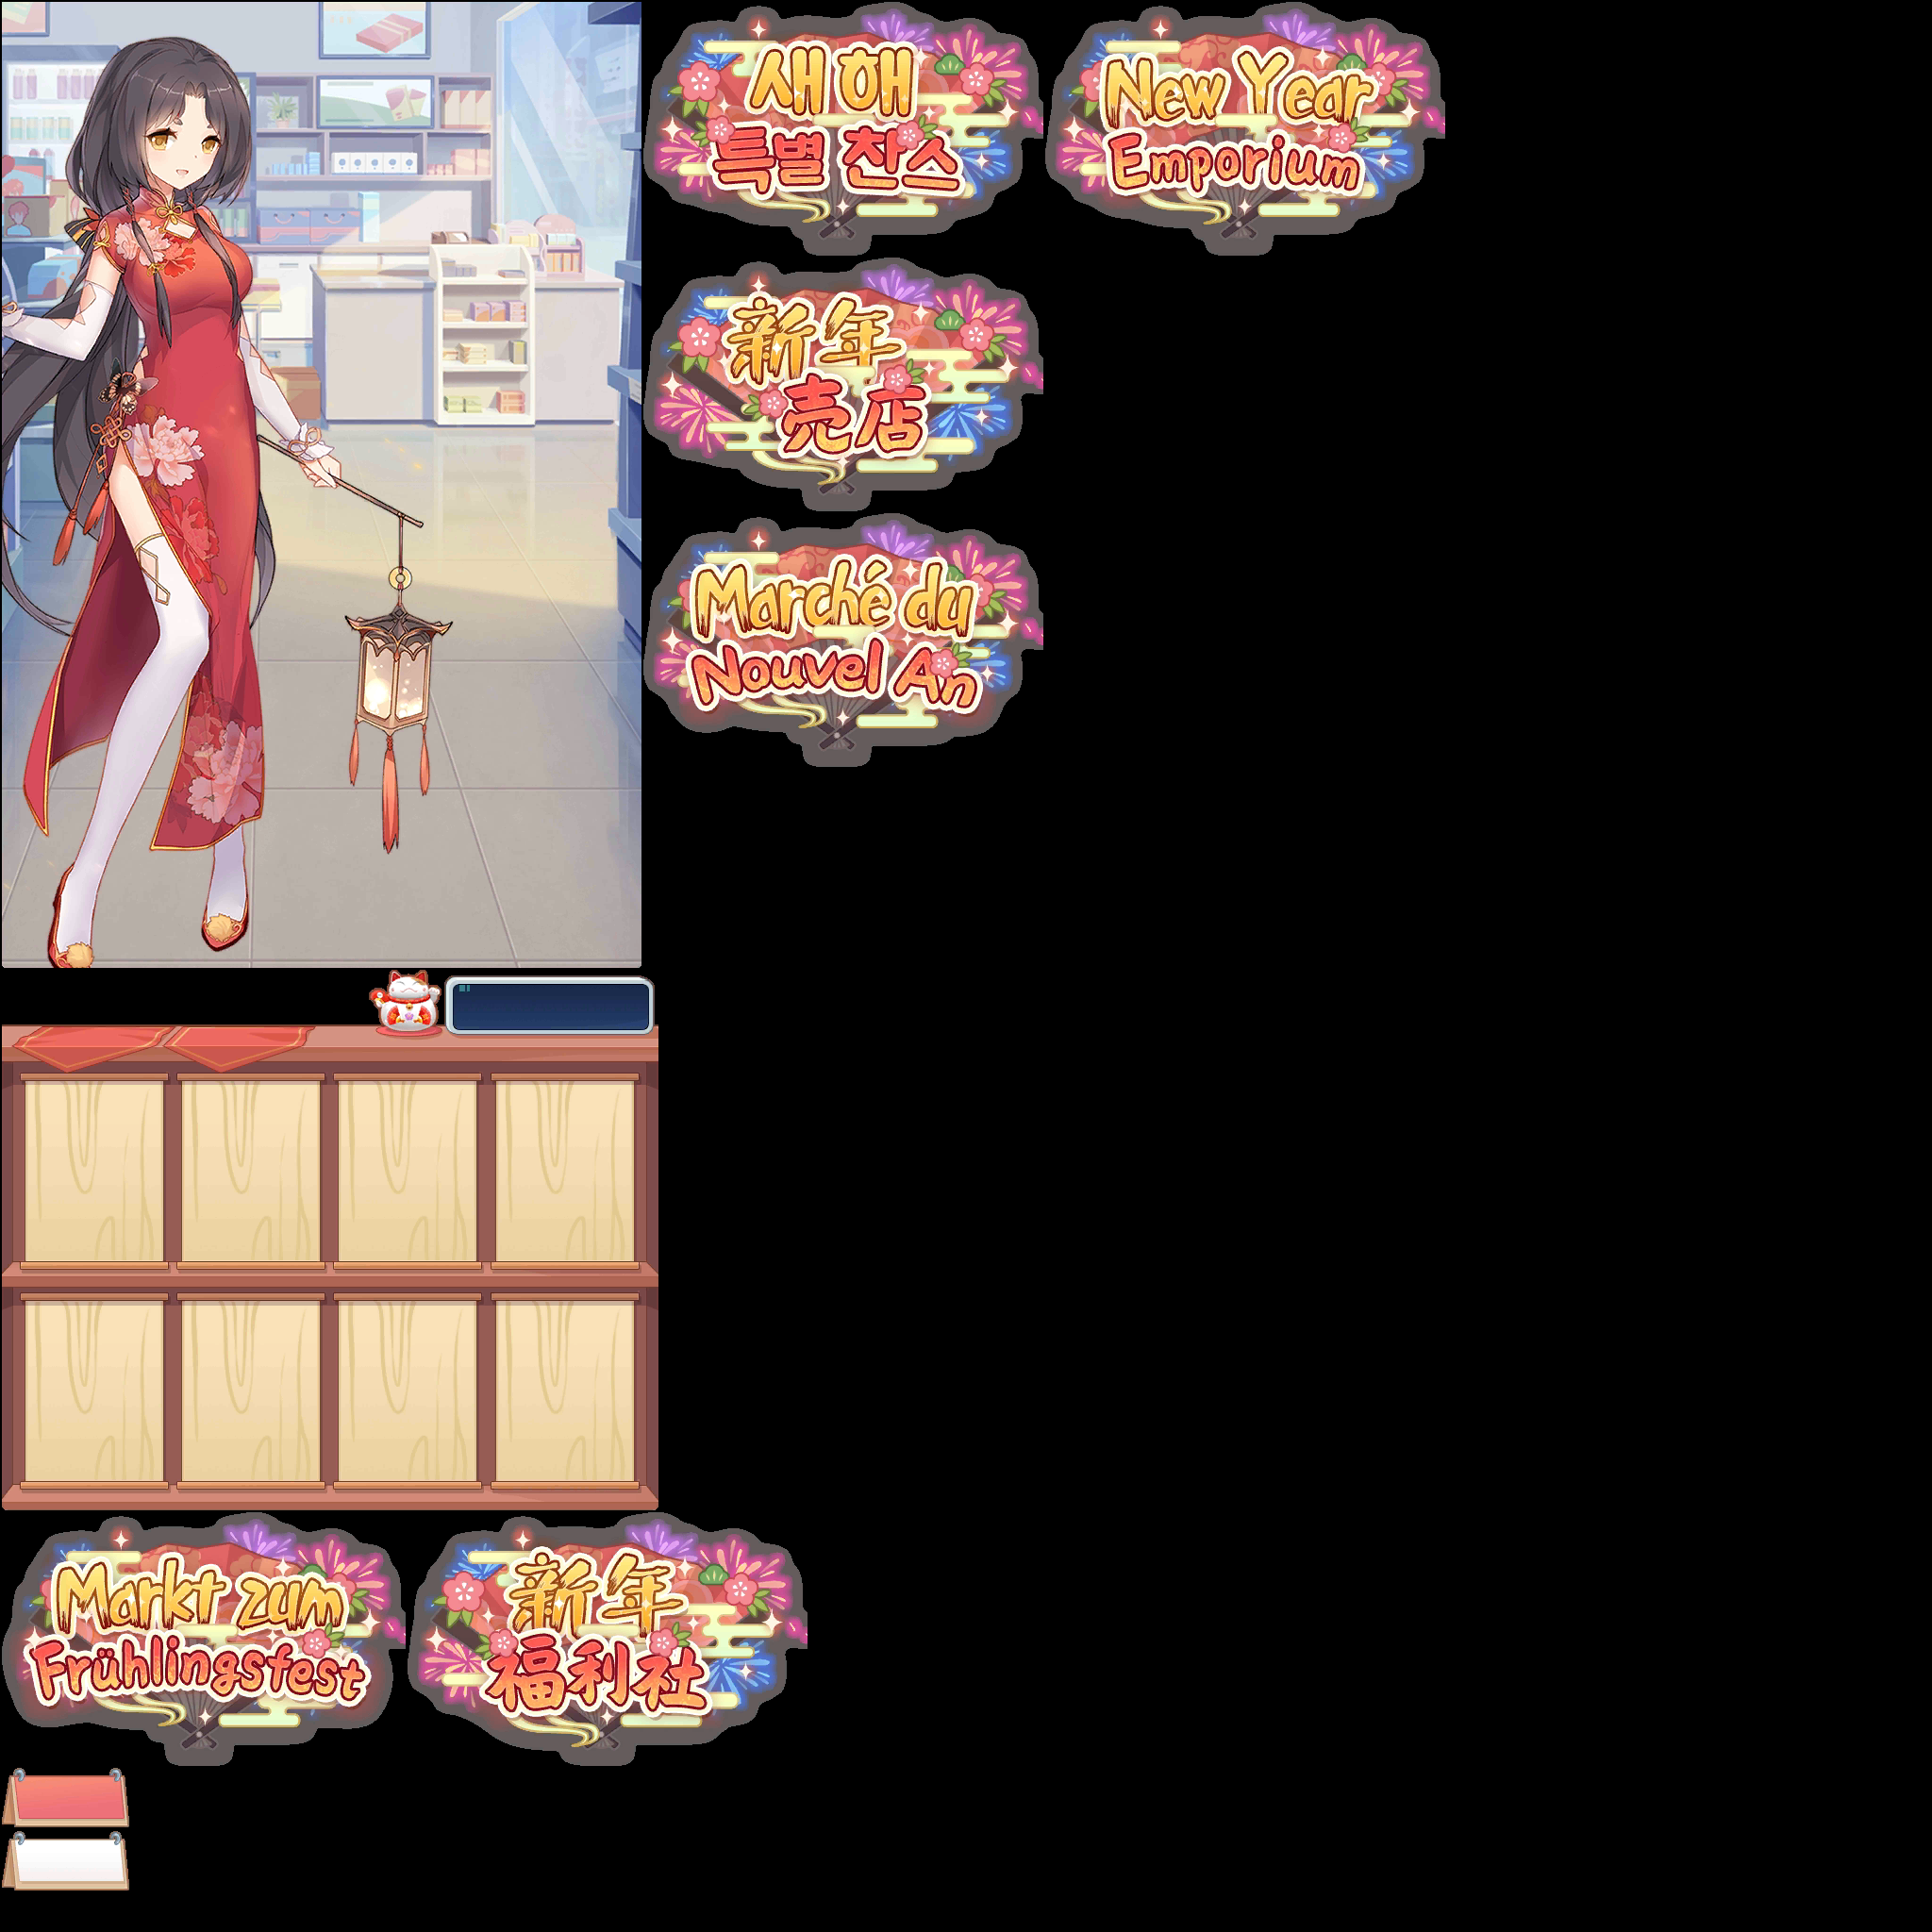 새해
특별 찬스
New Year
Emporium
新年
売店
Marché du
Nouvel An
Markt zum
Frühlingsfest
新年
福利社